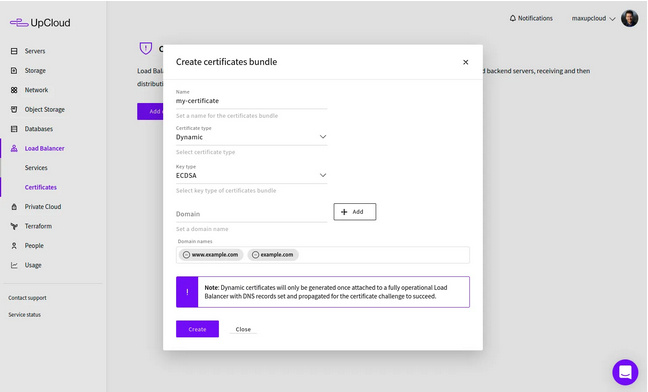 UpCloud
Notifications
maxupcloud
Servers
Storage
Network
Object Storage
Databases
Load Balancer
Services
Certificates
Private Cloud
Terraform
People
Usage
Contact support
Service status
C
Load Bal
d backend servers, receiving and then
distributi
Add
Create certificates bundle
Name
my-certificate
Set a name for the certificates bundle
Certificate type
Dynamic
Select certificate type
Key type
ECDSA
Select key type of certificates bundle
Domain
+ Add
Set a domain name
Domain names
www.example.com
example.com
! Note: Dynamic certificates will only be generated once attached to a fully operational Load
Balancer with DNS records set and propagated for the certificate challenge to succeed.
Create
Close